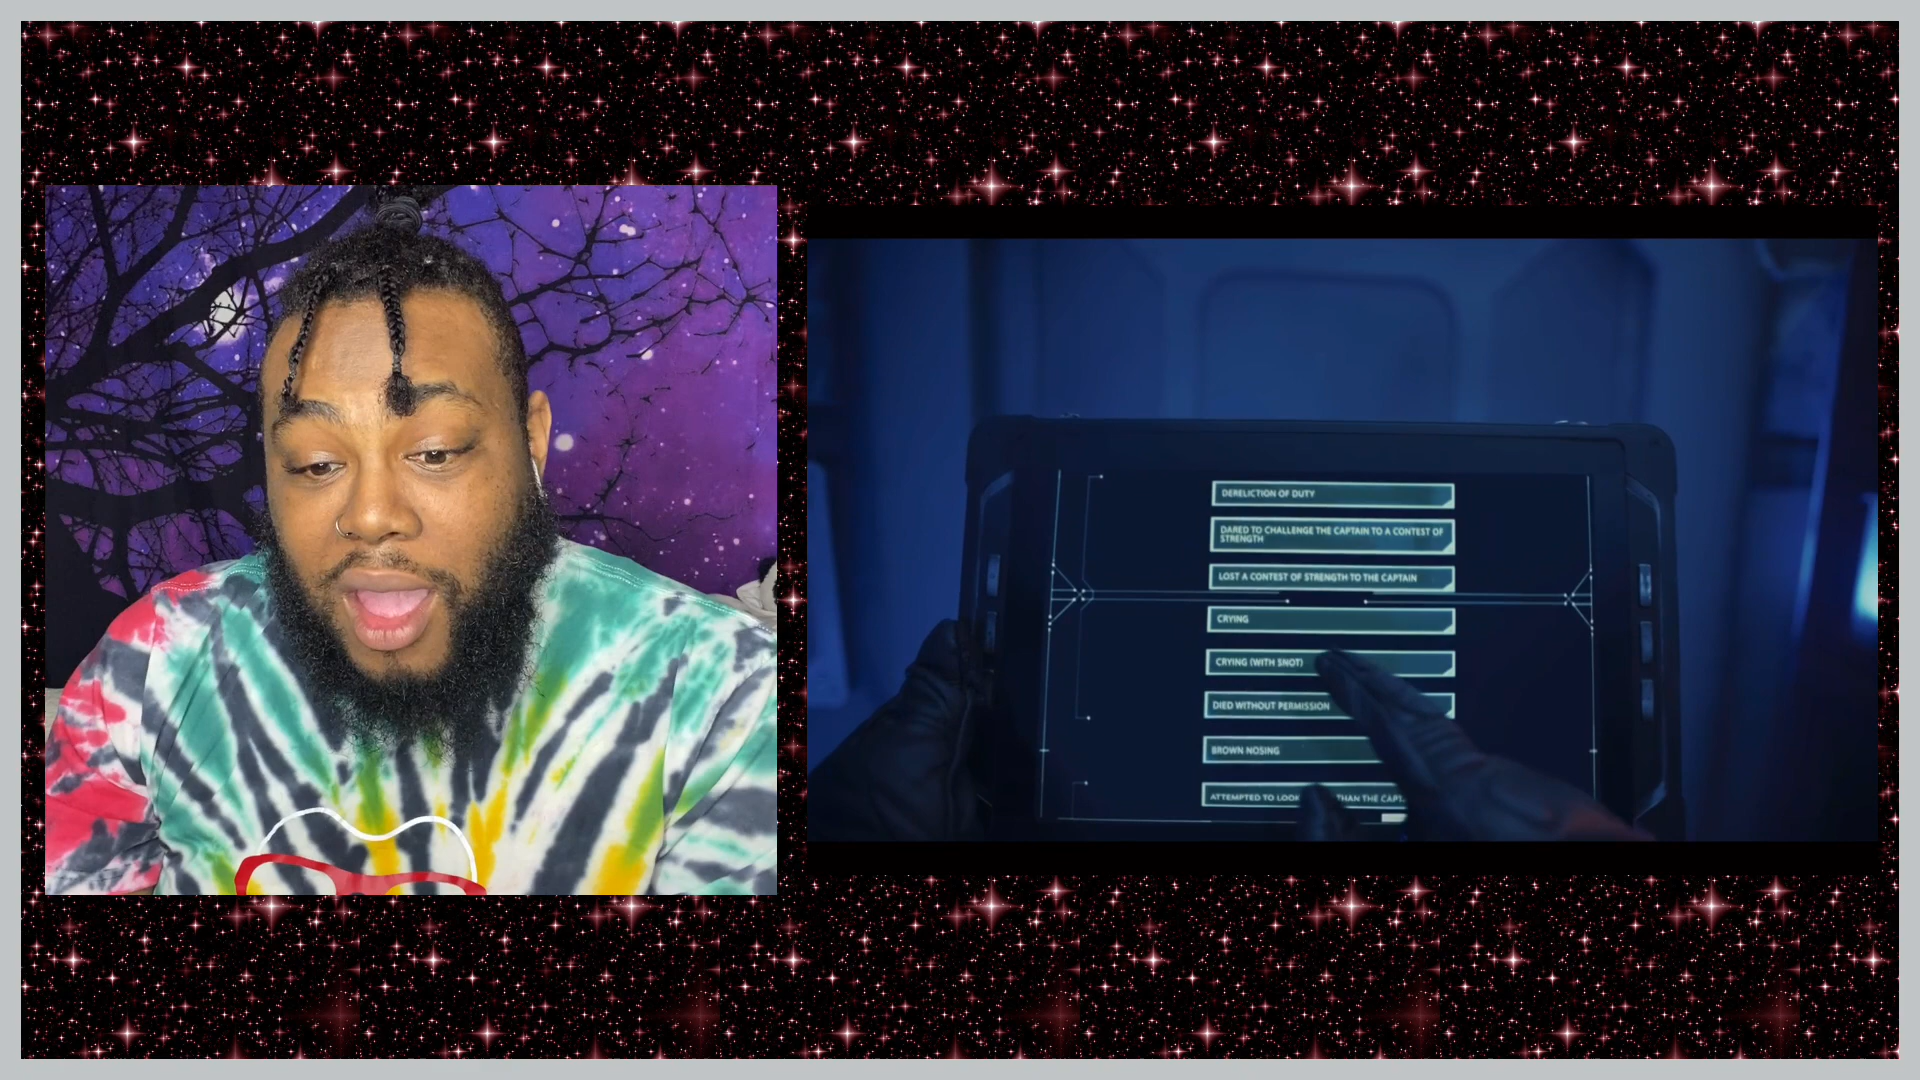 DERELICTION OF DUTY
DARED TO CHALLENGE THE CAPTAIN TO A CONTEST OF
STRENGTH
LOST A CONTEST OF STRENGTH TO THE CAPTAIN
CRYING
CRYING (WITH SNOT)
DIED WITHOUT PERMISSION
BROWN NOSING
ATTEMPTED TO LOOK THAN THE